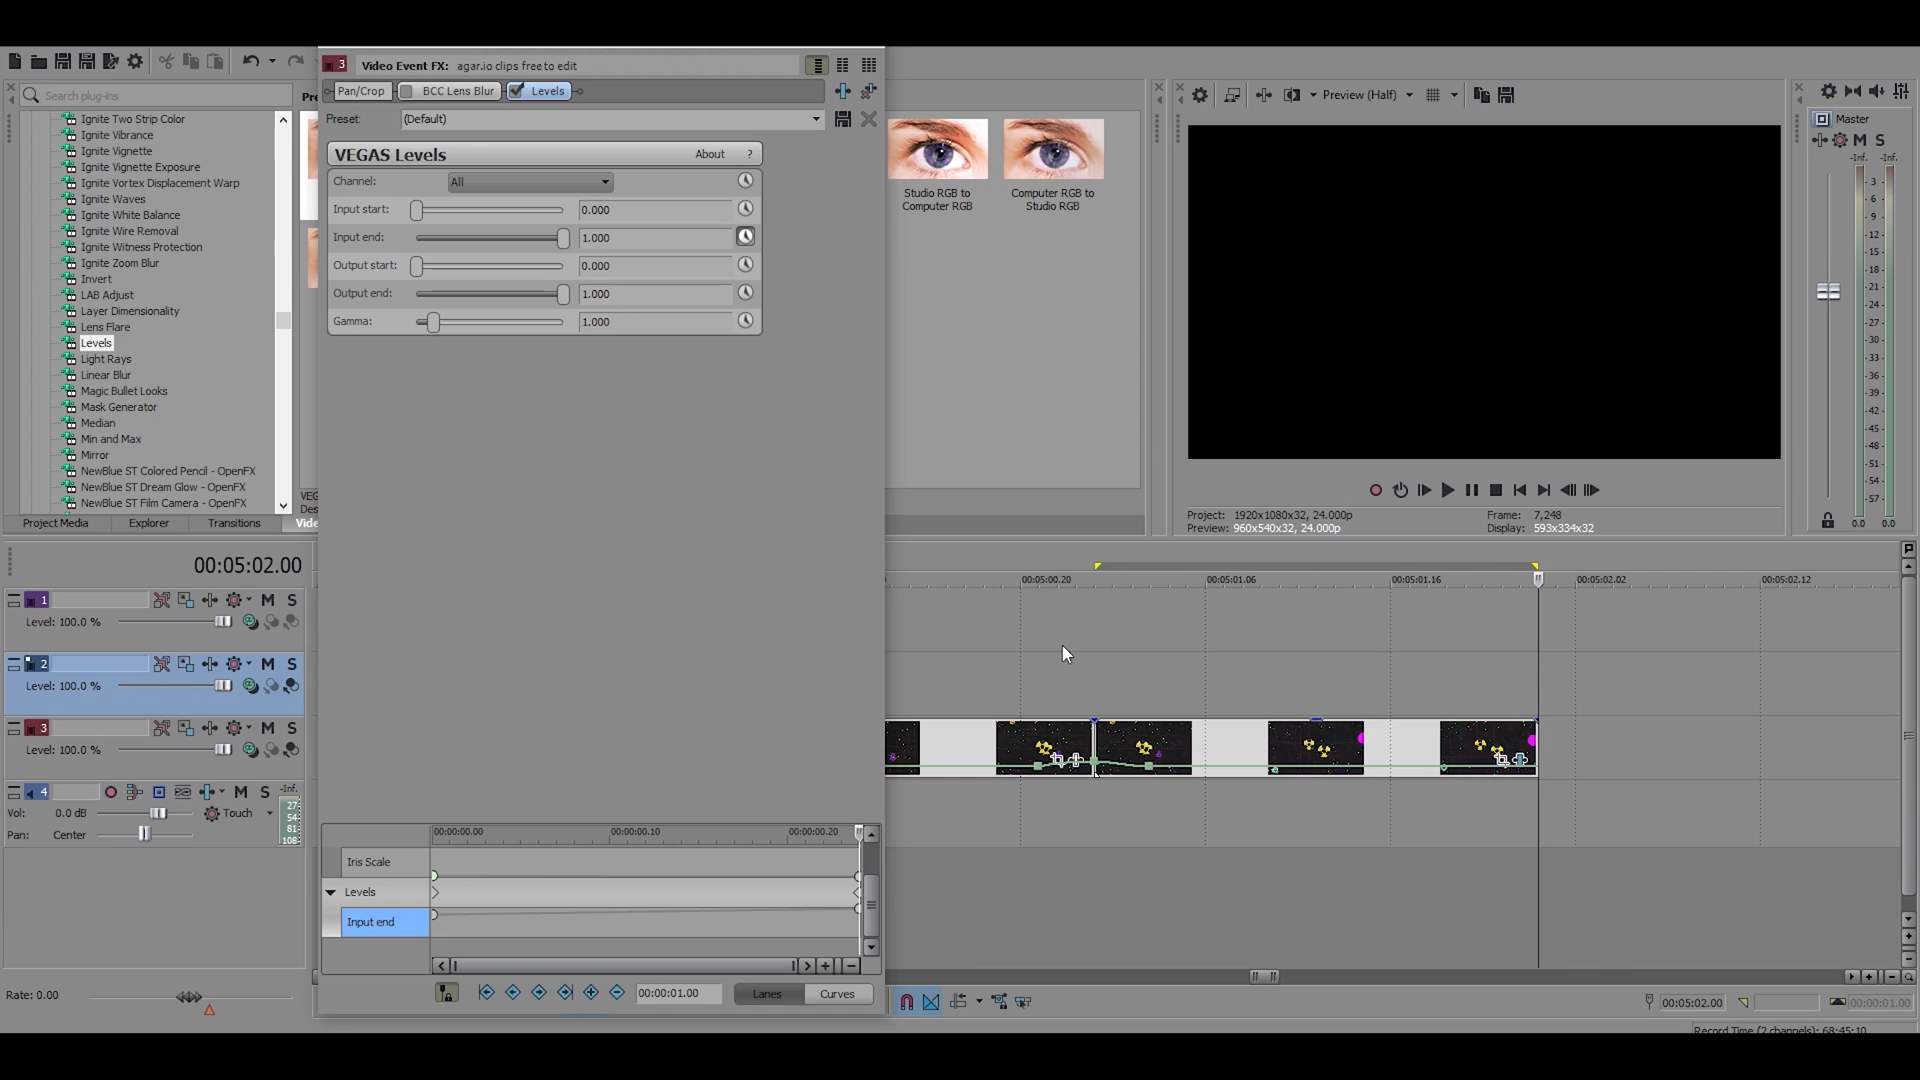 3 Video Event FX: agar.io clips free to edit
Search plug-ins
Pan/Crop BCC Lens Blur Levels
Preset: (Default)
VEGAS Levels About ?
Channel: All
Input start: 0.000
Input end: 1.000
Output start: 0.000
Output end: 1.000
Gamma: 1.000
Ignite Two Strip Color
Ignite Vibrance
Ignite Vignette
Ignite Vignette Exposure
Ignite Vortex Displacement Warp
Ignite Waves
Ignite White Balance
Ignite Wire Removal
Ignite Witness Protection
Ignite Zoom Blur
Invert
LAB Adjust
Layer Dimensionality
Lens Flare
Levels
Light Rays
Linear Blur
Magic Bullet Looks
Mask Generator
Median
Min and Max
Mirror
NewBlue ST Colored Pencil - OpenFX
NewBlue ST Dream Glow - OpenFX
NewBlue ST Film Camera - OpenFX
Project Media Explorer Transitions
Studio RGB to
Computer RGB
Computer RGB to
Studio RGB
Preview (Half)
Project: 1920x1080x32, 24.000p
Preview: 960x540x32, 24.000p
Frame: 7,248
Display: 593x334x32
Master
M S
-Inf. -Inf.
- 3
- 6
- 9
-12-
-15-
-18-
-21-
-24-
-27-
-30-
-33-
-36-
-39-
-42-
-45-
-48-
-51-
-54-
-57-
0.0 0.0
00:05:02.00
1 M S
Level: 100.0 %
2 M S
Level: 100.0 %
3 M S
Level: 100.0 %
4 M S -Inf.
Vol: 0.0 dB Touch
Pan: Center
27-
54-
81-
108-
Rate: 0.00
00:05:00.20 00:05:01.06 00:05:01.16 00:05:02.02 00:05:02.12
00:00:00.00 00:00:00.10 00:00:00.20
Iris Scale
Levels
Input end
00:00:01.00 Lanes Curves
00:05:02.00 00:00:01.00
Record Time (2 channels): 68:45:10